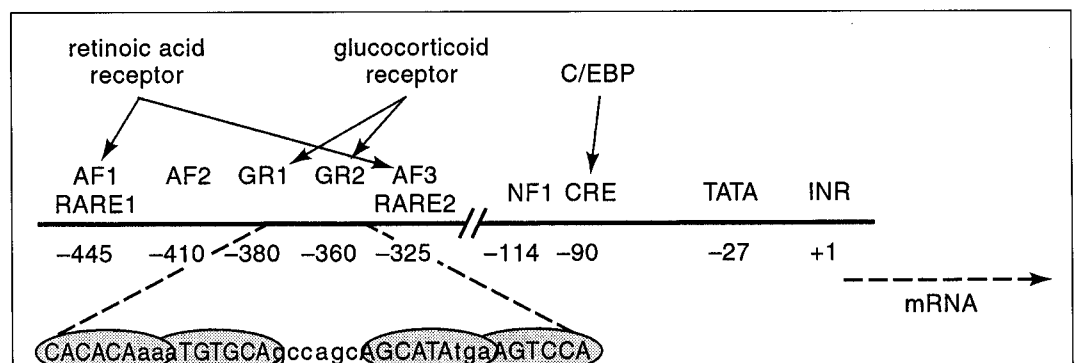 retinoic acid
receptor
glucocorticoid
receptor
C/EBP
AF1 AF2 GR1 GR2 AF3
RARE1 RARE2 NF1 CRE TATA INR
–445 –410 –380 –360 –325 –114 –90 –27 +1
mRNA
CACACAaaaTGTGCAgccagcAGCATAtgaAGTCCA